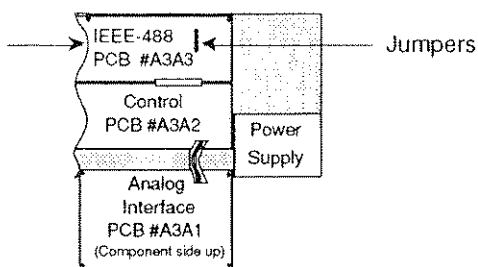 IEEE-488
PCB #A3A3
Jumpers
Control
PCB #A3A2
Power
Supply
Analog
Interface
PCB #A3A1
(Component side up)